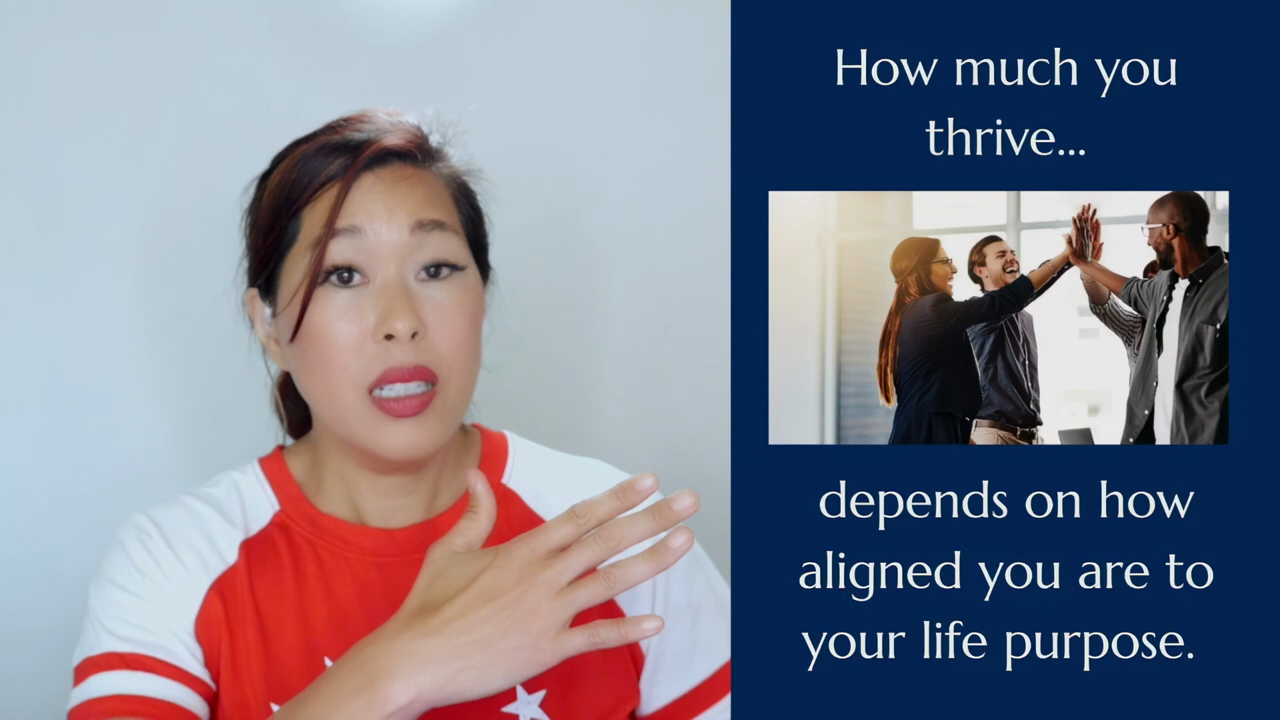 How much you
thrive...
depends on how
aligned you are to
your life purpose.